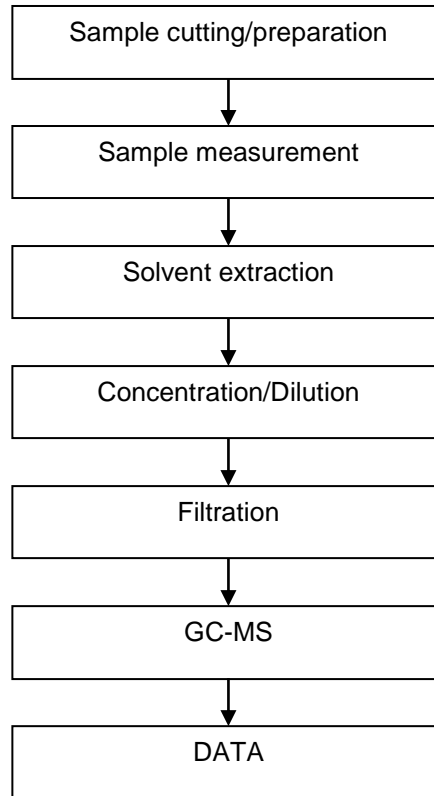 Sample cutting/preparation
Sample measurement
Solvent extraction
Concentration/Dilution
Filtration
GC-MS
DATA